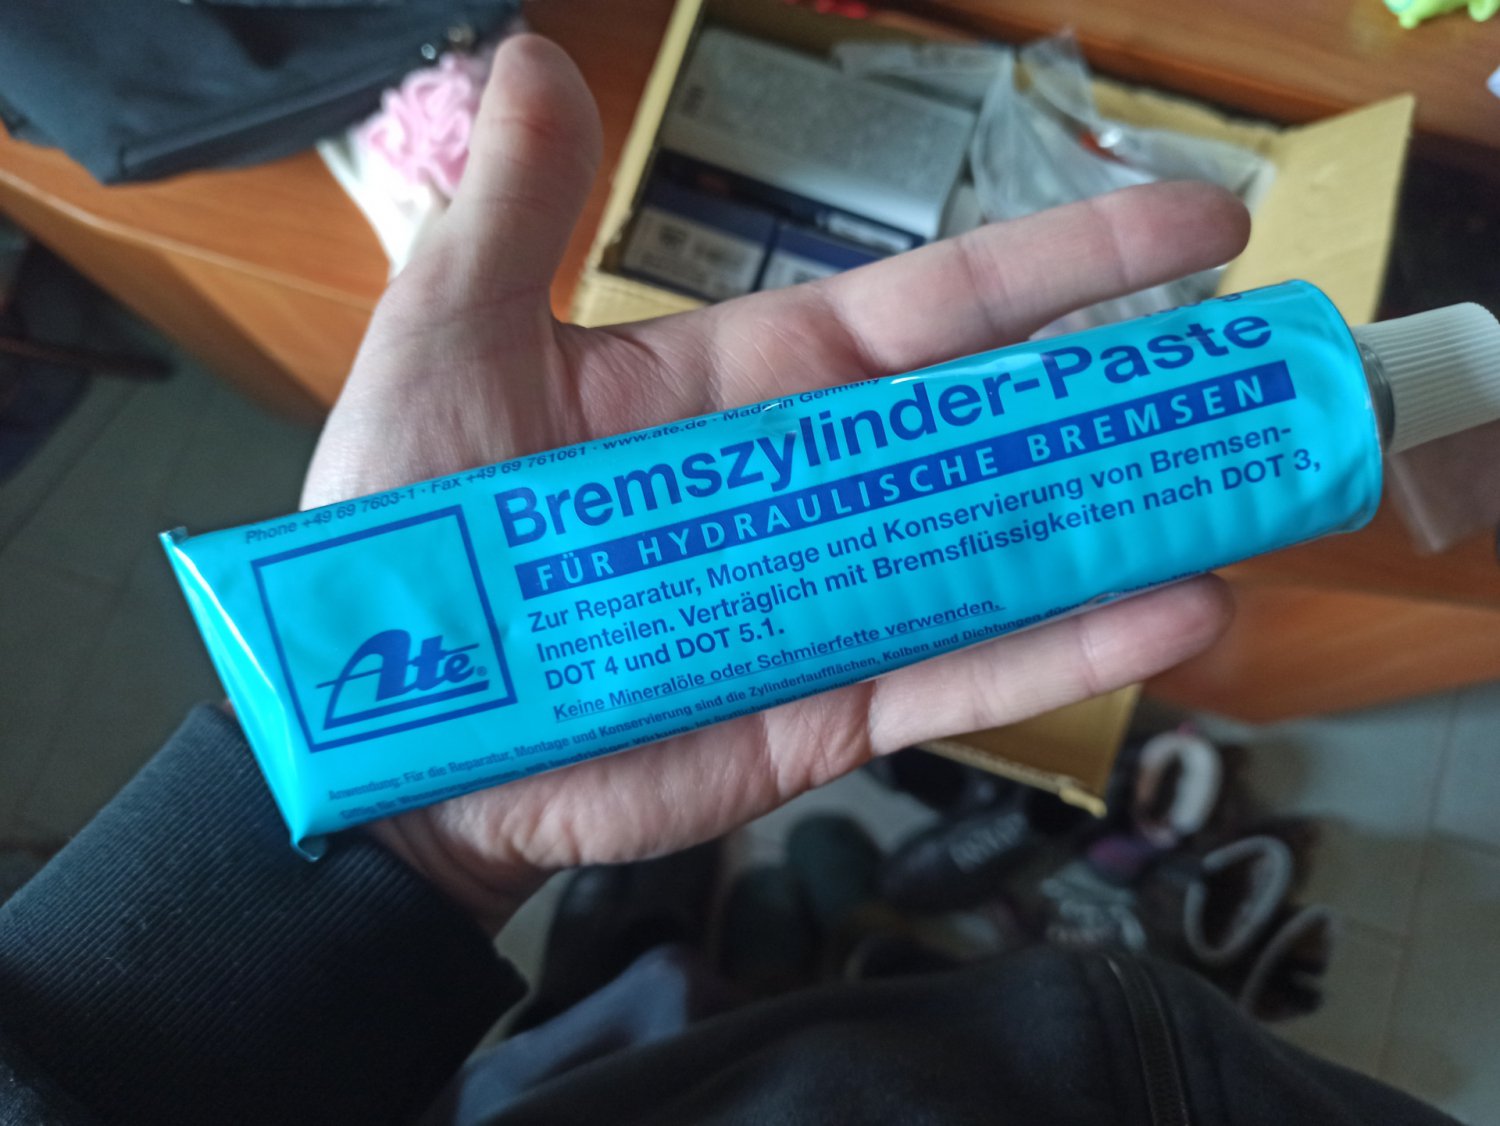 Phone +49 69 7603-1 · Fax +49 69 761061 · www.ate.de · Made in Germany
Bremszylinder-Paste
FÜR HYDRAULISCHE BREMSEN
Zur Reparatur, Montage und Konservierung von Bremsen-
Innenteilen. Verträglich mit Bremsflüssigkeiten nach DOT 3,
DOT 4 und DOT 5.1.
Keine Mineralöle oder Schmierfette verwenden.
Anwendung: Für die Reparatur, Montage und Konservierung sind die Zylinderlaufflächen, Kolben und Dichtungen
Ate®